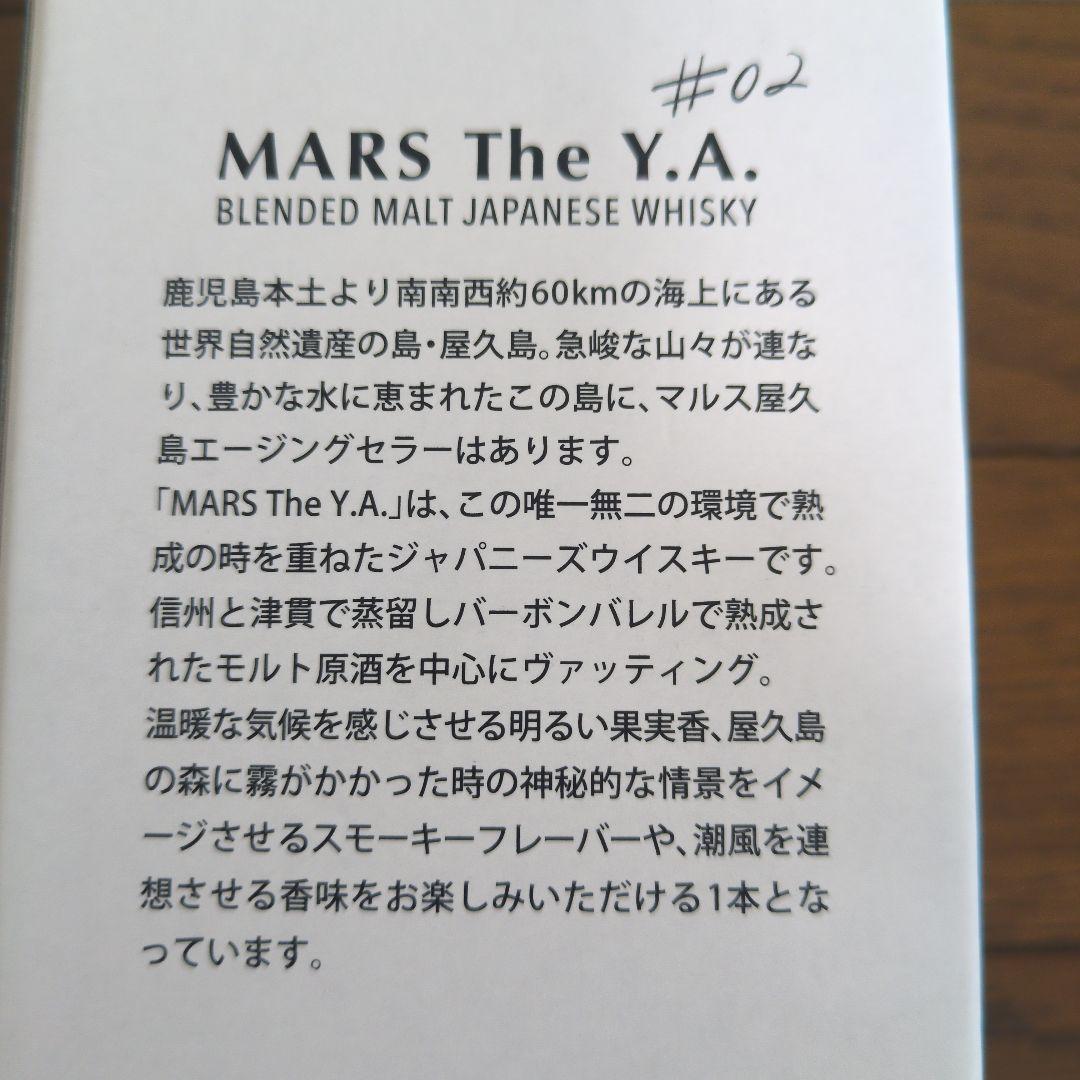 #02
MARS The Y.A.
BLENDED MALT JAPANESE WHISKY
鹿児島本土より南南西約60kmの海上にある
世界自然遺産の島・屋久島。急峻な山々が連な
り、豊かな水に恵まれたこの島に、マルス屋久
島エージングセラーはあります。
「MARS The Y.A.」は、この唯一無二の環境で熟
成の時を重ねたジャパニーズウイスキーです。
信州と津貫で蒸留しバーボンバレルで熟成さ
れたモルト原酒を中心にヴァッティング。
温暖な気候を感じさせる明るい果実香、屋久島
の森に霧がかかった時の神秘的な情景をイメ
ージさせるスモーキーフレーバーや、潮風を連
想させる香味をお楽しみいただける1本とな
っています。